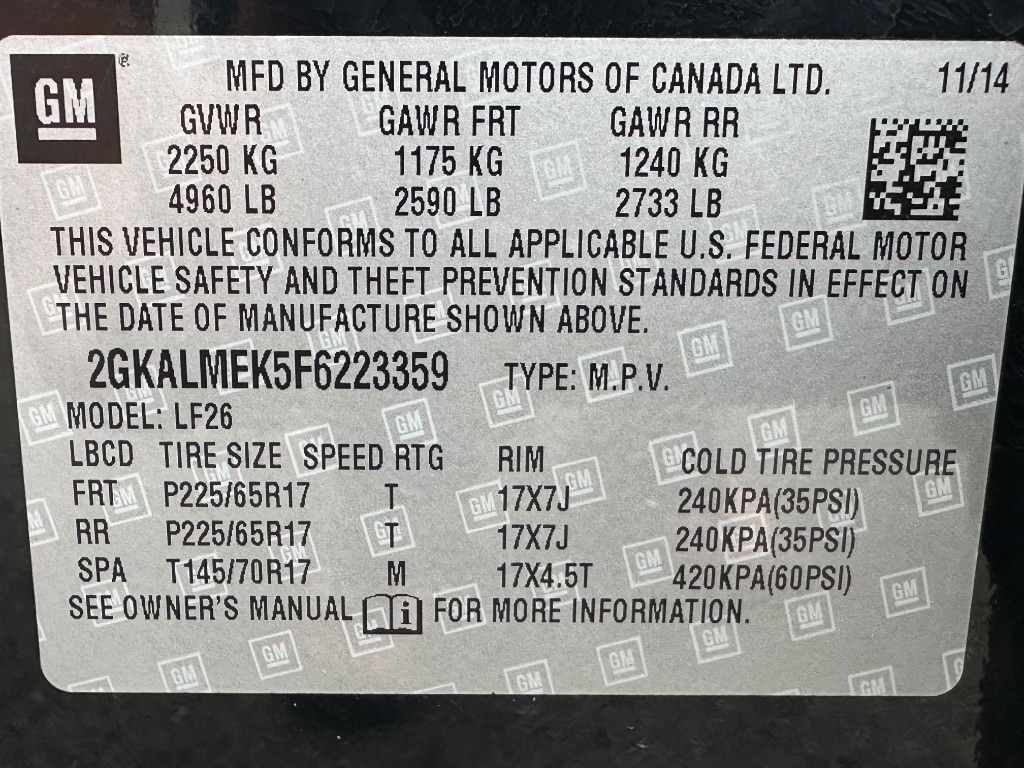 GM ® MFD BY GENERAL MOTORS OF CANADA LTD. 11/14
GVWR GAWR FRT GAWR RR
2250 KG 1175 KG 1240 KG
4960 LB 2590 LB 2733 LB
THIS VEHICLE CONFORMS TO ALL APPLICABLE U.S. FEDERAL MOTOR
VEHICLE SAFETY AND THEFT PREVENTION STANDARDS IN EFFECT ON
THE DATE OF MANUFACTURE SHOWN ABOVE.
2GKALMEK5F6223359 TYPE: M.P.V.
MODEL: LF26
LBCD TIRE SIZE SPEED RTG RIM COLD TIRE PRESSURE
FRT P225/65R17 T 17X7J 240KPA(35PSI)
RR P225/65R17 T 17X7J 240KPA(35PSI)
SPA T145/70R17 M 17X4.5T 420KPA(60PSI)
SEE OWNER'S MANUAL i FOR MORE INFORMATION.